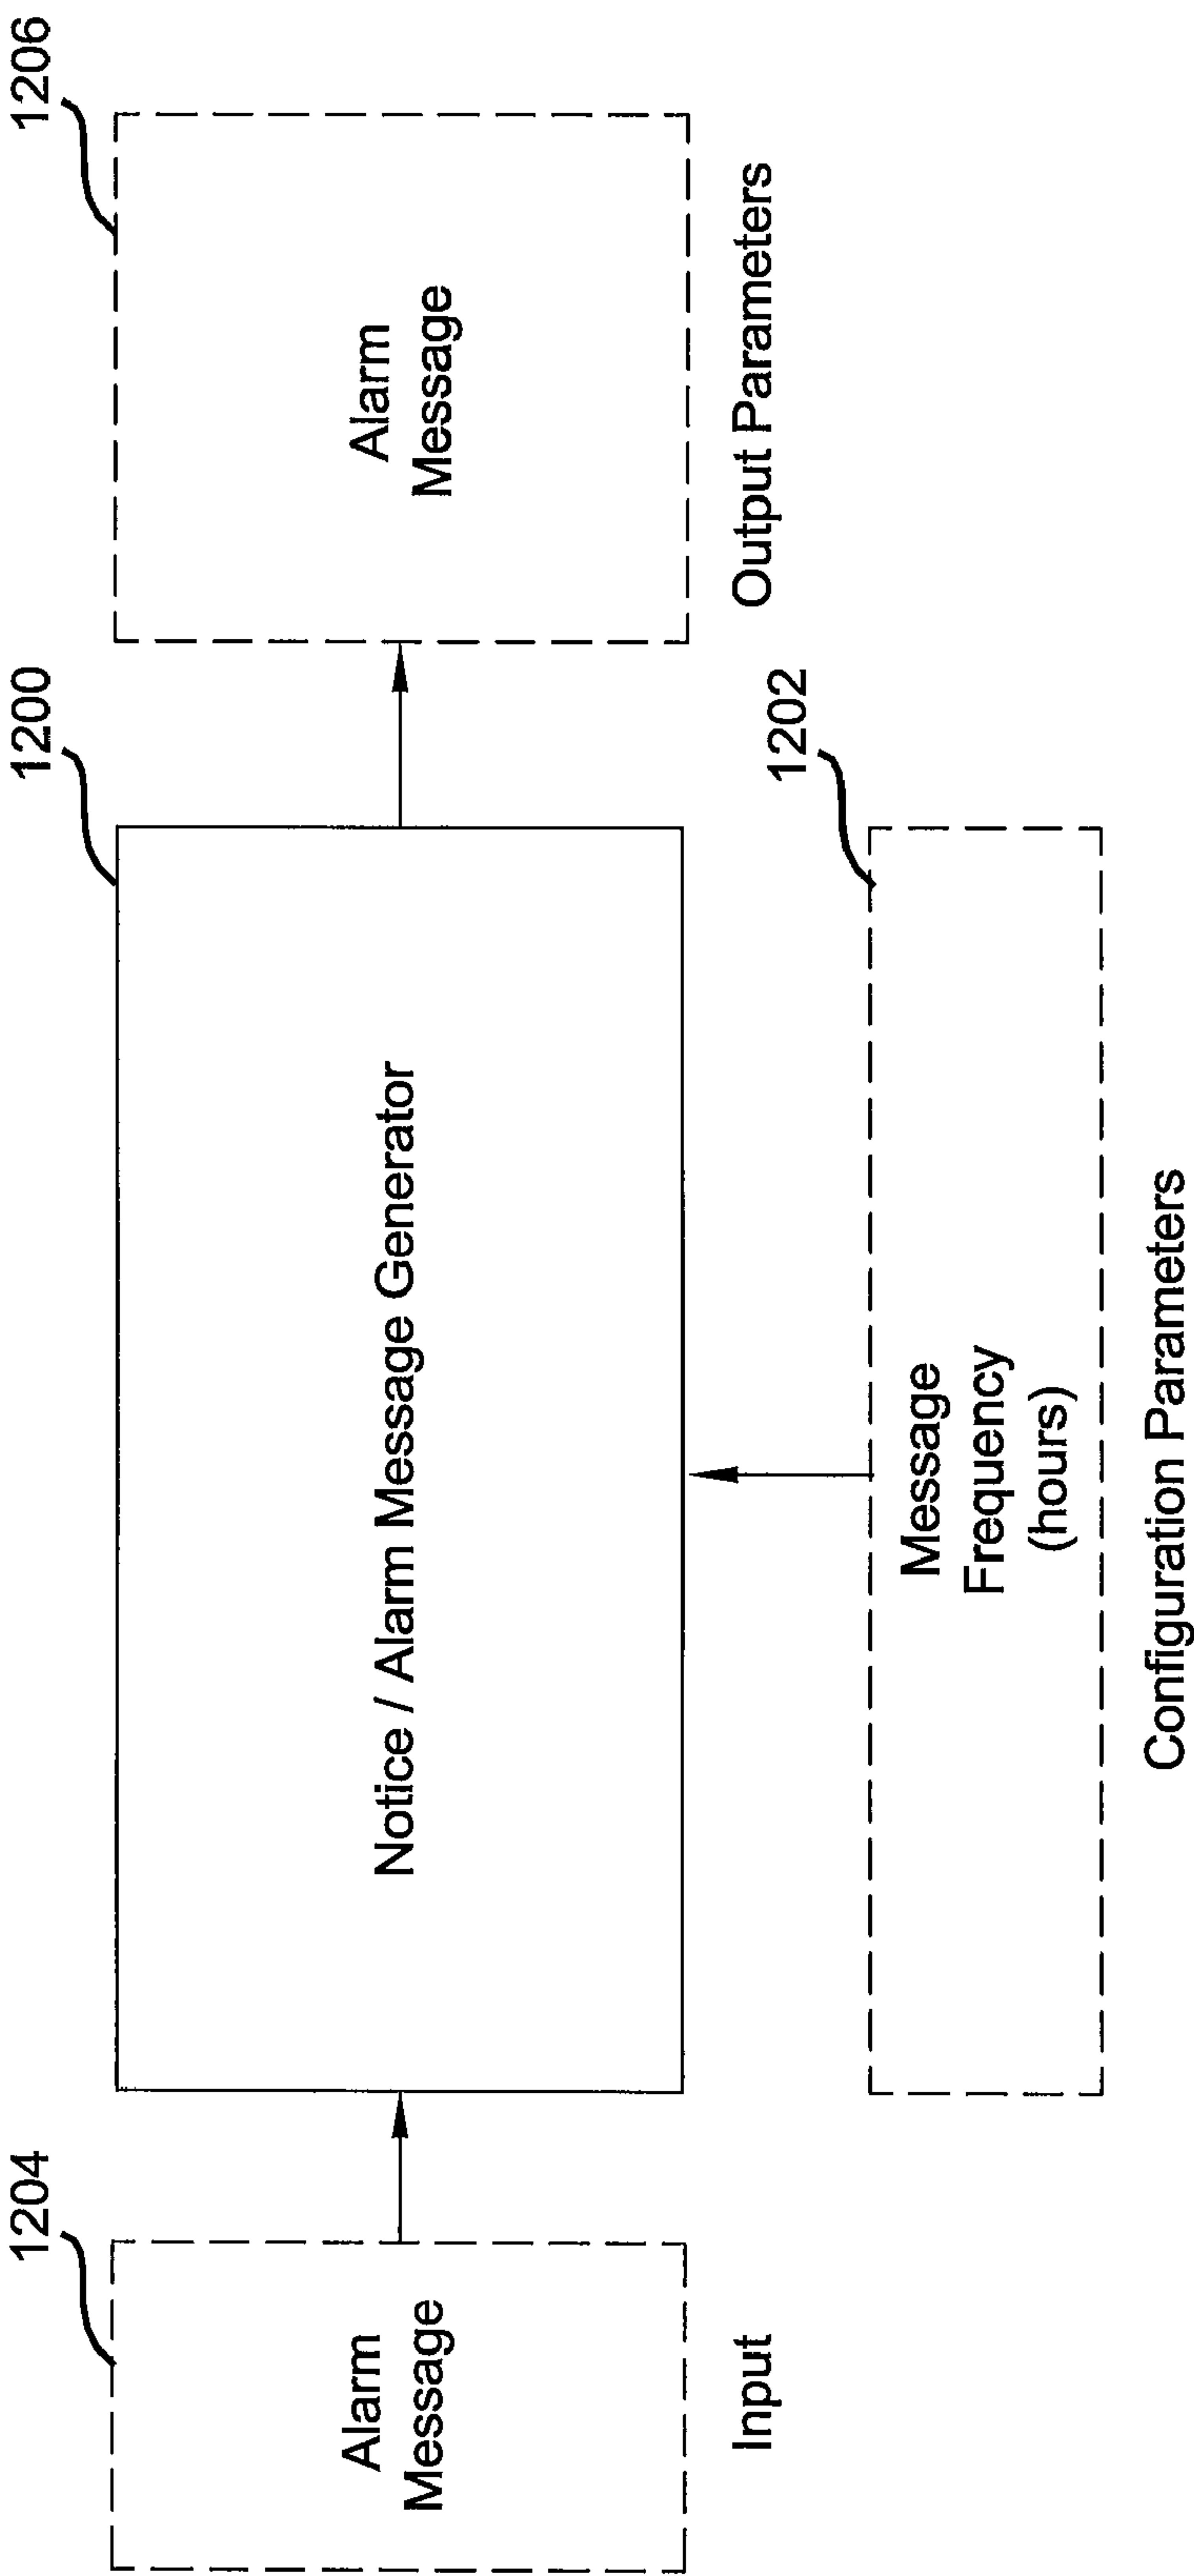 1204
Alarm
Message
Input
1200
Notice / Alarm Message Generator
1202
Message
Frequency
(hours)
Configuration Parameters
1206
Alarm
Message
Output Parameters